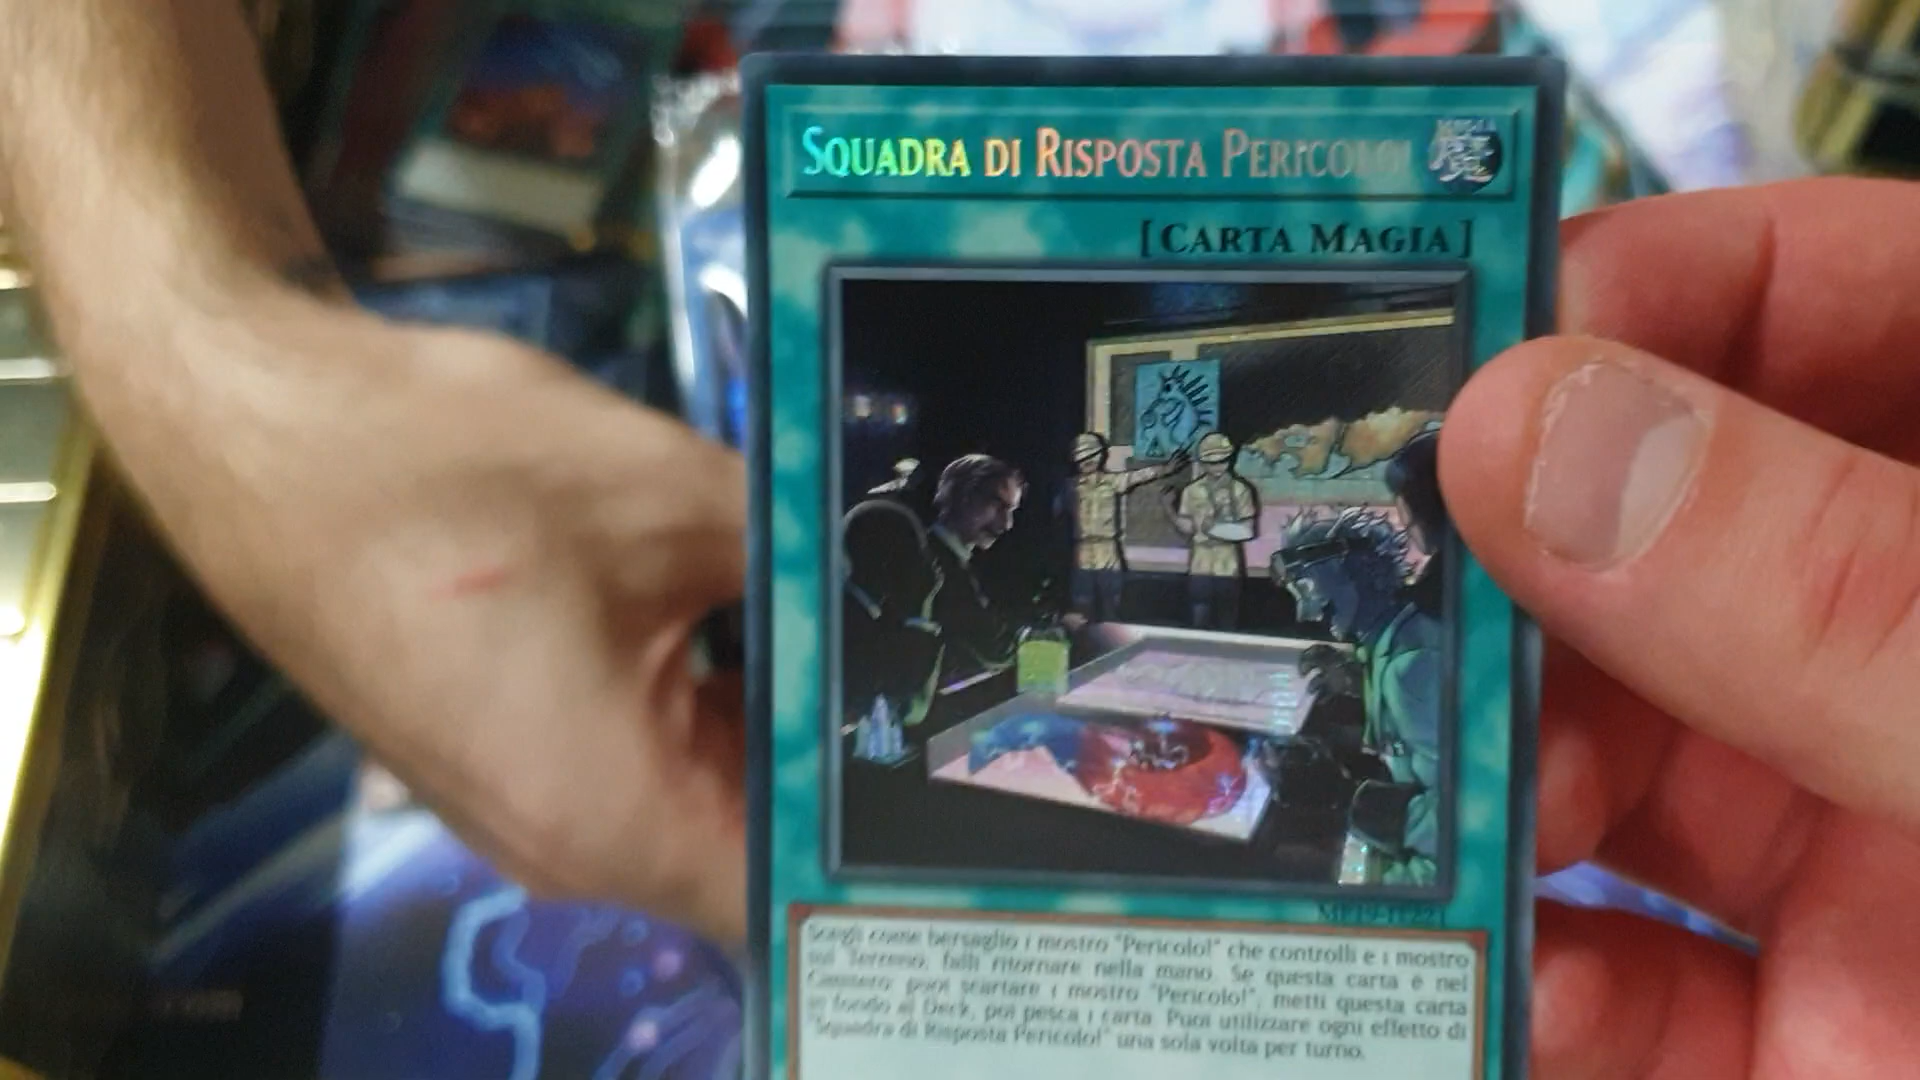 SQUADRA DI RISPOSTA PERICOLO!
[CARTA MAGIA]
Scegli come bersaglio 1 mostro "Pericolo!" che controlli e 1 mostro
sul Terreno; falli ritornare nella mano. Se questa carta è nel
Cimitero: puoi scartare 1 mostro "Pericolo!", metti questa carta
in fondo al Deck, poi pesca 1 carta. Puoi utilizzare ogni effetto di
"Squadra di Risposta Pericolo!" una sola volta per turno.